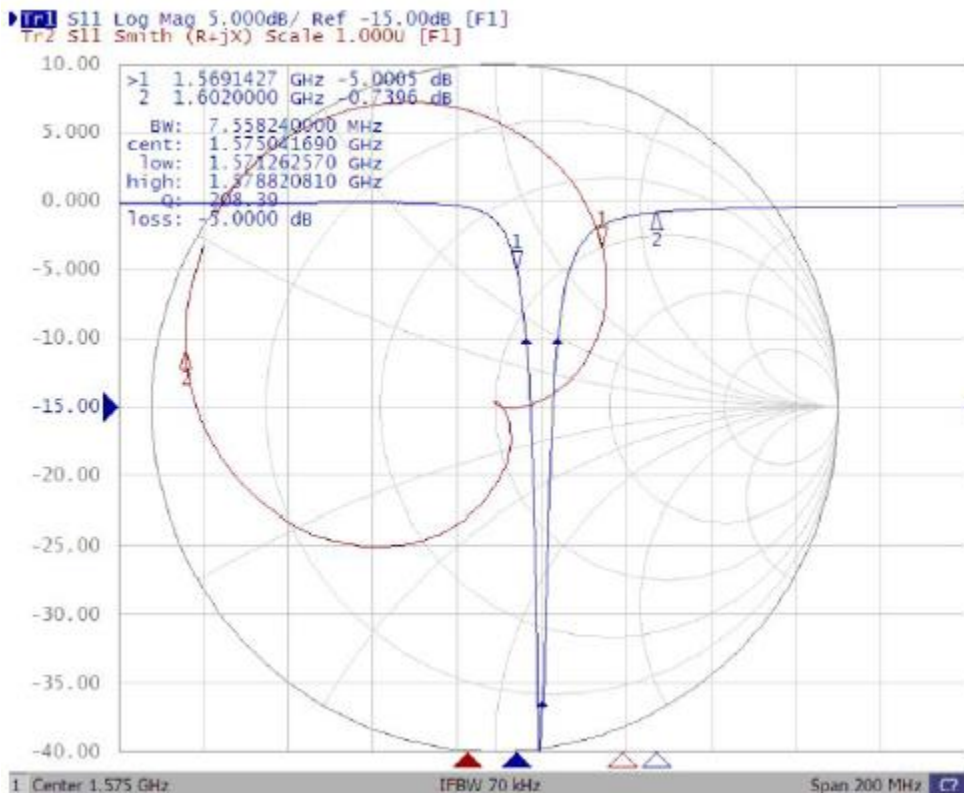 Tr1 S11 Log Mag 5.000dB/ Ref -15.00dB [F1]
Tr2 S11 Smith (R+jX) Scale 1.000U [F1]
10.00
>1 1.5691427 GHz -5.0005 dB
2 1.6020000 GHz -0.7396 dB
5.000
BW: 7.558240000 MHz
cent: 1.575041690 GHz
low: 1.571262570 GHz
high: 1.578820810 GHz
0.000
Q: 208.39
loss: -3.0000 dB
1
1
2
-5.000
-10.00
2
-15.00
-20.00
-25.00
-30.00
-35.00
-40.00
1 Center 1.575 GHz IFBW 70 kHz Span 200 MHz C?